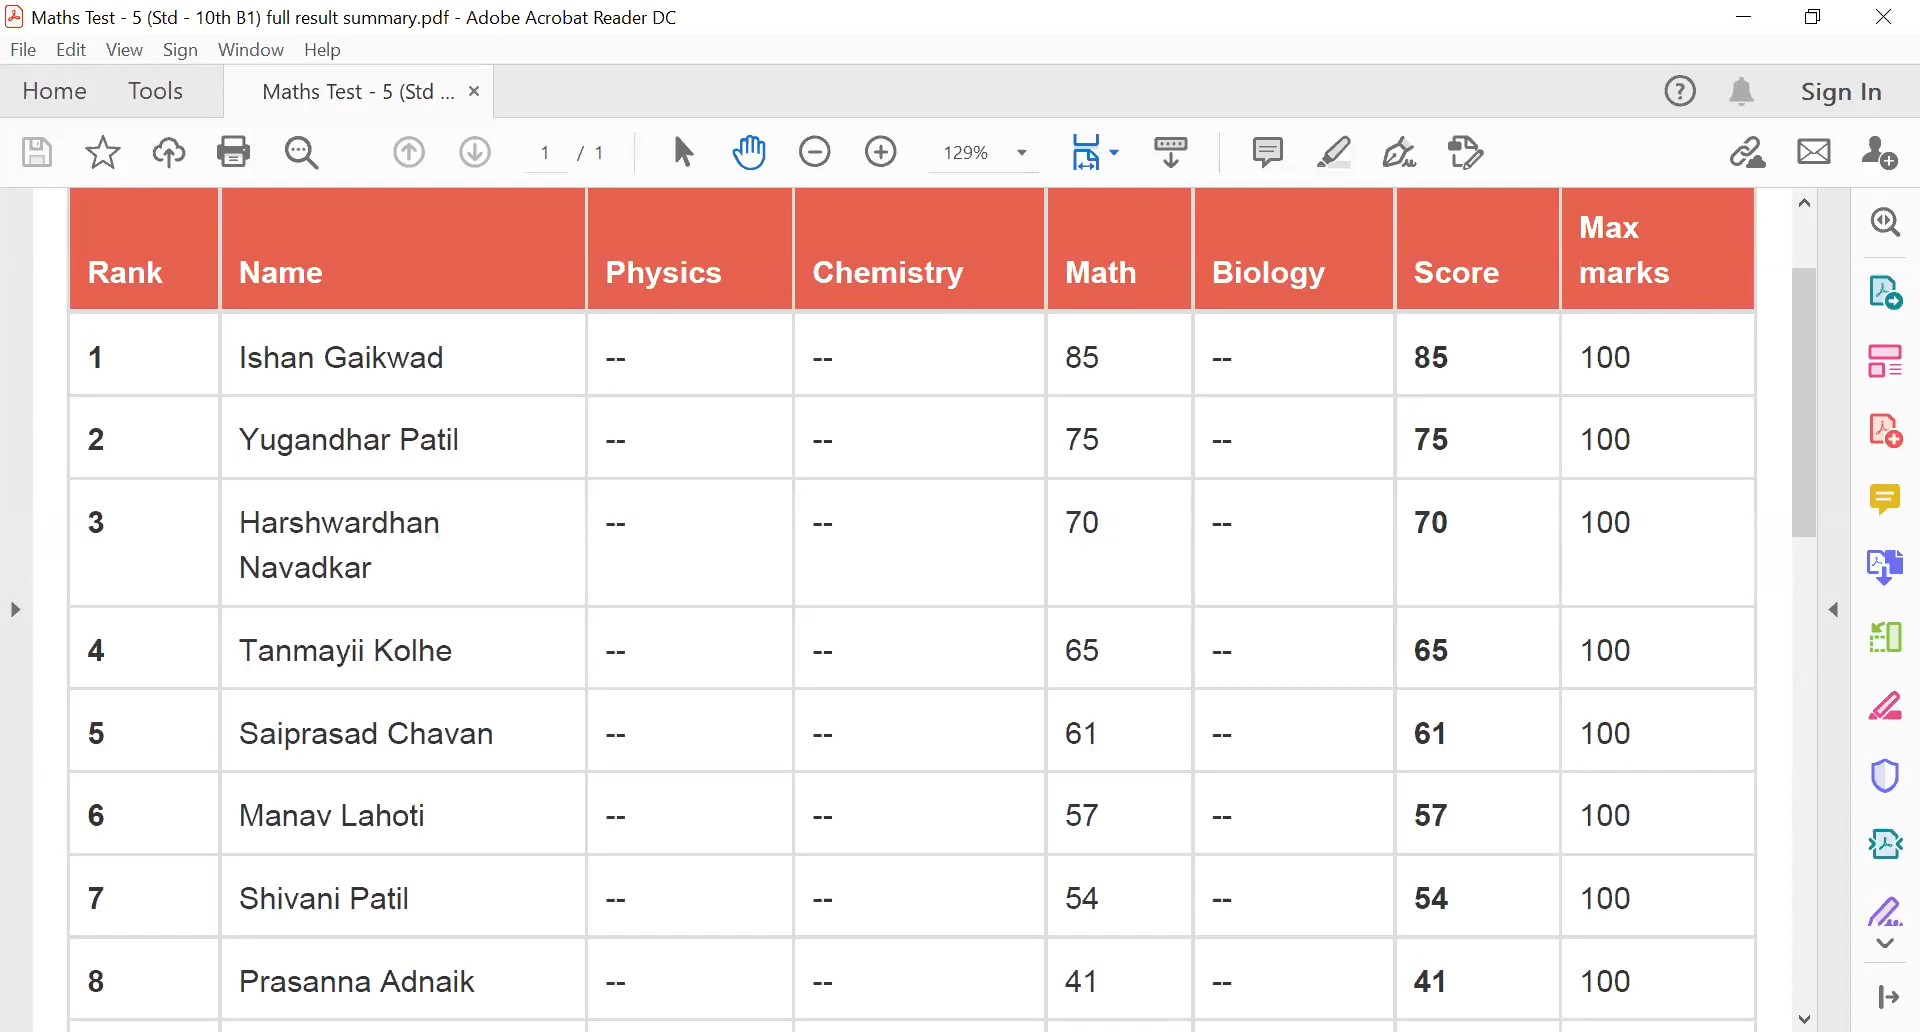 Maths Test - 5 (Std - 10th B1) full result summary.pdf - Adobe Acrobat Reader DC
File Edit View Sign Window Help
Home Tools Maths Test - 5 (Std ... × Sign In
1 / 1 129%
Rank Name Physics Chemistry Math Biology Score Max marks
1 Ishan Gaikwad -- -- 85 -- 85 100
2 Yugandhar Patil -- -- 75 -- 75 100
3 Harshwardhan Navadkar -- -- 70 -- 70 100
4 Tanmayii Kolhe -- -- 65 -- 65 100
5 Saiprasad Chavan -- -- 61 -- 61 100
6 Manav Lahoti -- -- 57 -- 57 100
7 Shivani Patil -- -- 54 -- 54 100
8 Prasanna Adnaik -- -- 41 -- 41 100